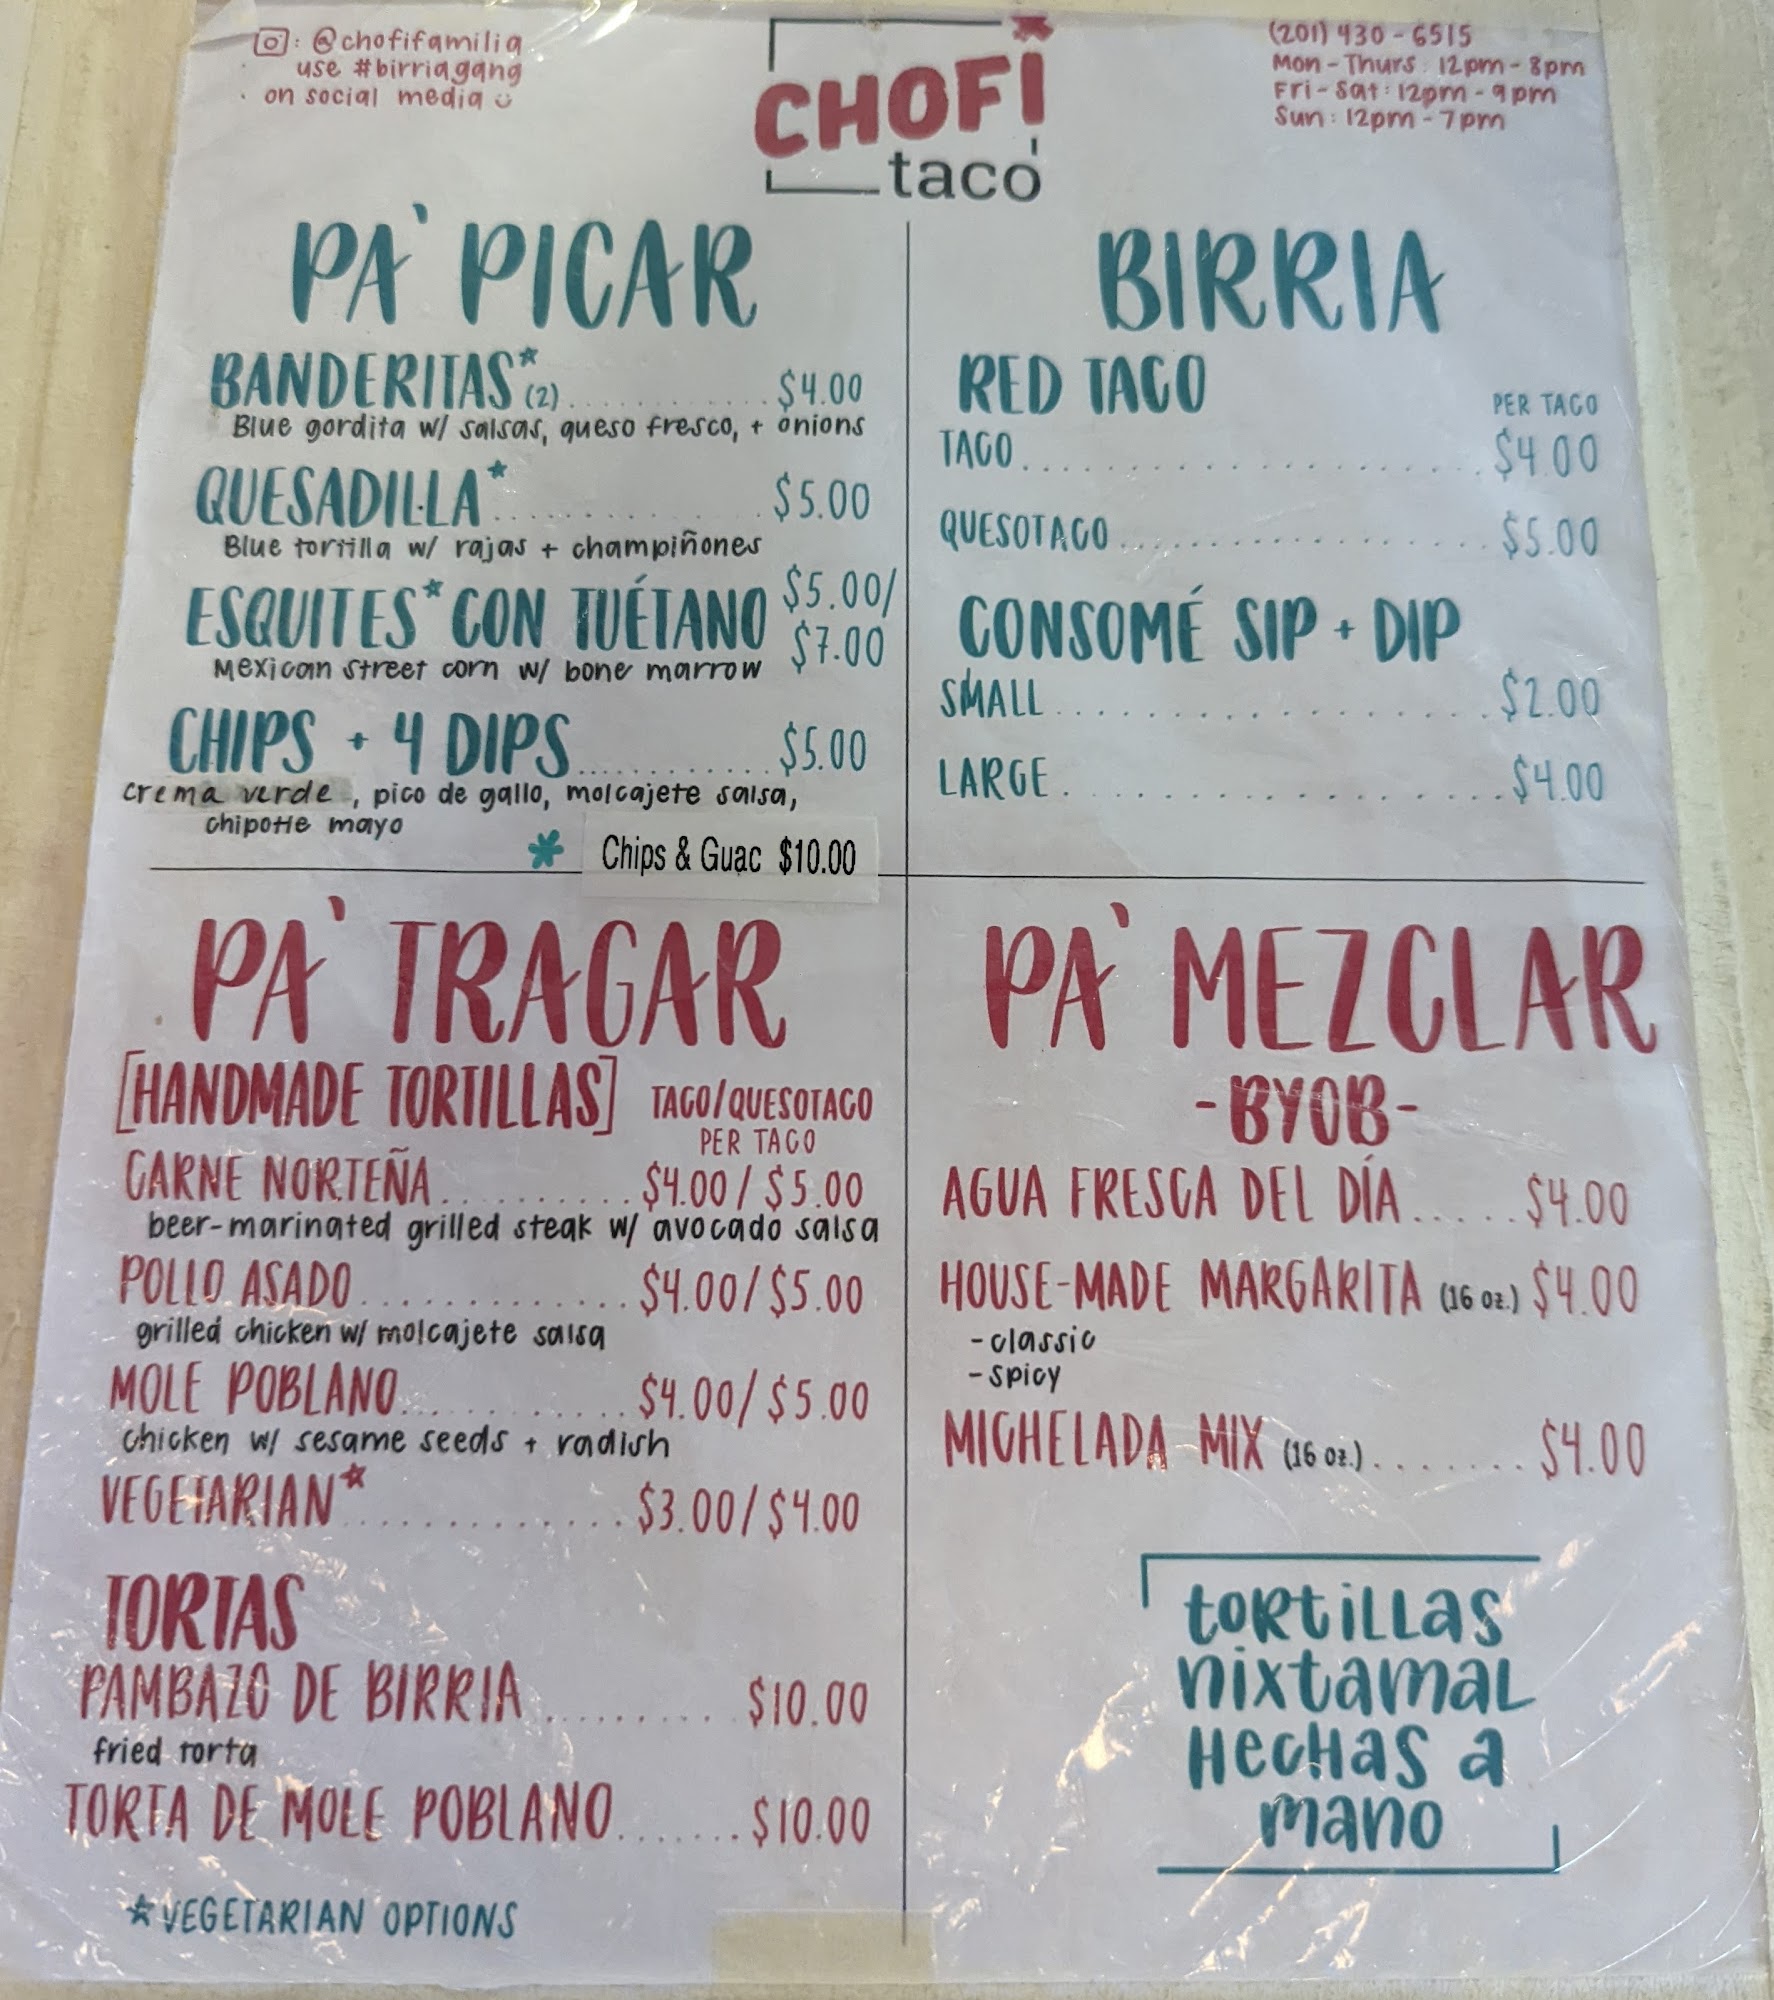 : @chofifamilia
use #birriagang
on social media
CHOFI
taco
(201) 430-6515
Mon-Thurs: 12pm-8pm
Fri-Sat: 12pm-9pm
Sun: 12pm-7pm
PA' PICAR
BANDERITAS* (2)............$4.00
Blue gordita w/ salsas, queso fresco, + onions
QUESADILLA*............$5.00
Blue tortilla w/ rajas + champiñones
ESQUITES* CON TUÉTANO $5.00/
$7.00
Mexican street corn w/ bone marrow
CHIPS + 4 DIPS............$5.00
crema verde, pico de gallo, molcajete salsa,
chipotle mayo
* Chips & Guac $10.00
BIRRIA
RED TACO
PER TACO
TACO....................$4.00
QUESOTACO................$5.00
CONSOMÉ SIP + DIP
SMALL..................$2.00
LARGE..................$4.00
PA' TRAGAR
[HANDMADE TORTILLAS] TACO/QUESOTACO
PER TACO
CARNE NORTEÑA..........$4.00/$5.00
beer-marinated grilled steak w/ avocado salsa
POLLO ASADO.............$4.00/$5.00
grilled chicken w/ molcajete salsa
MOLE POBLANO............$4.00/$5.00
chicken w/ sesame seeds + radish
VEGETARIAN*.............$3.00/$4.00
TORTAS
PAMBAZO DE BIRRIA.........$10.00
fried torta
TORTA DE MOLE POBLANO.......$10.00
*VEGETARIAN OPTIONS
PA' MEZCLAR
-BYOB-
AGUA FRESCA DEL DÍA.....$4.00
HOUSE-MADE MARGARITA (16 oz.) $4.00
-classic
-spicy
MICHELADA MIX (16 oz.).......$4.00
tortillas
nixtamal
Hechas a
mano